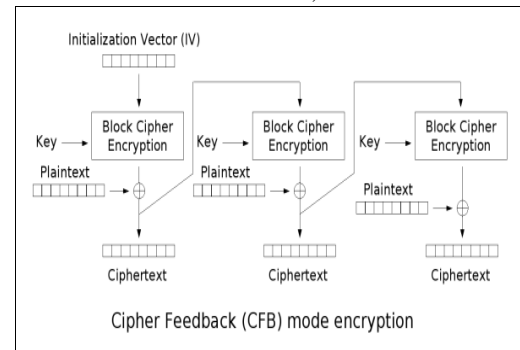 Initialization Vector (IV)
Key
Block Cipher
Encryption
Key
Block Cipher
Encryption
Key
Block Cipher
Encryption
Plaintext
Plaintext
Plaintext
Ciphertext
Ciphertext
Ciphertext
Cipher Feedback (CFB) mode encryption